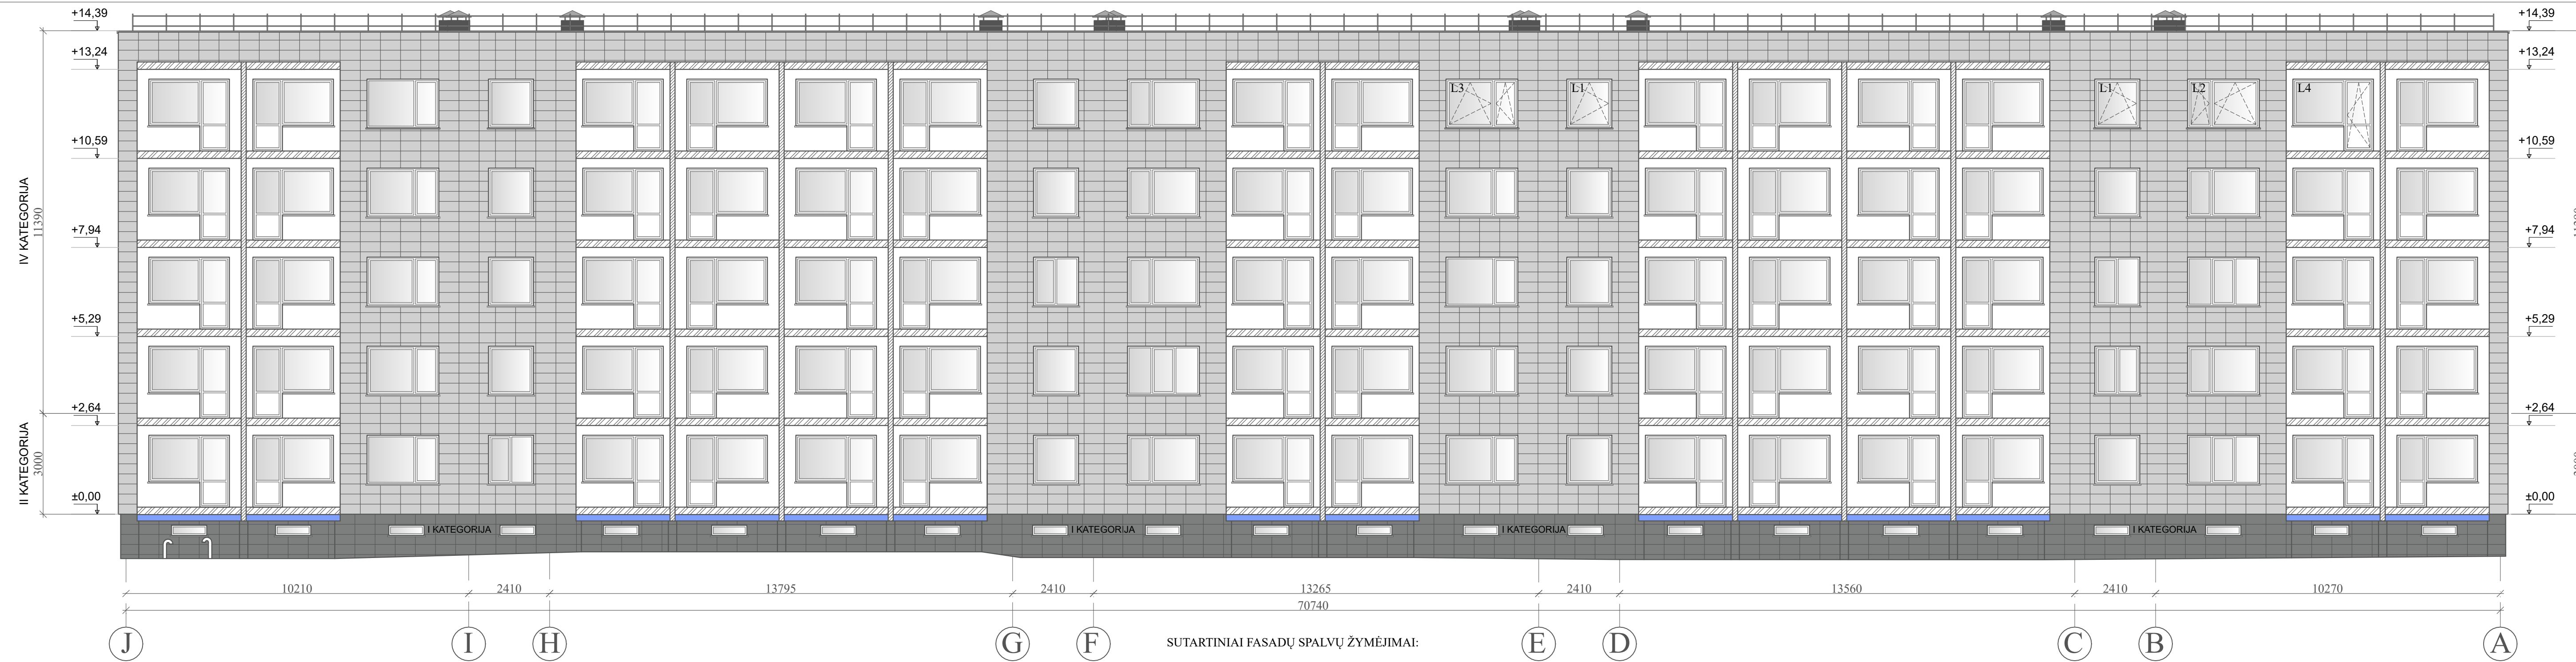 +14,39
+14,39
+13,24
+13,24
L3
L1
L1
L2
L4
+10,59
+10,59
IV KATEGORIJA
11390
+7,94
+7,94
+5,29
+5,29
+2,64
+2,64
II KATEGORIJA
3000
±0,00
±0,00
I KATEGORIJA
I KATEGORIJA
I KATEGORIJA
I KATEGORIJA
10210
2410
13795
2410
13265
2410
13560
2410
10270
70740
J
I
H
G
F
E
D
C
B
A
SUTARTINIAI FASADŲ SPALVŲ ŽYMĖJIMAI: